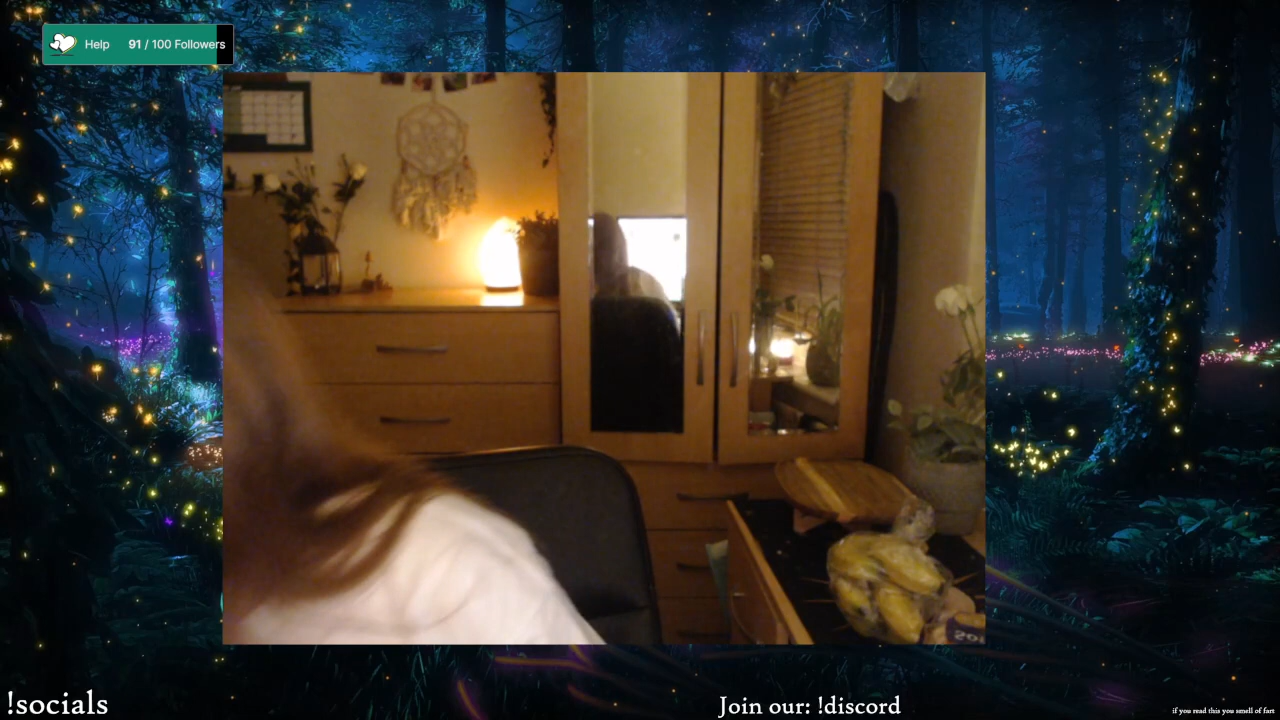 Help 91 / 100 Followers
!socials
Join our: !discord
if you read this you smell of fart